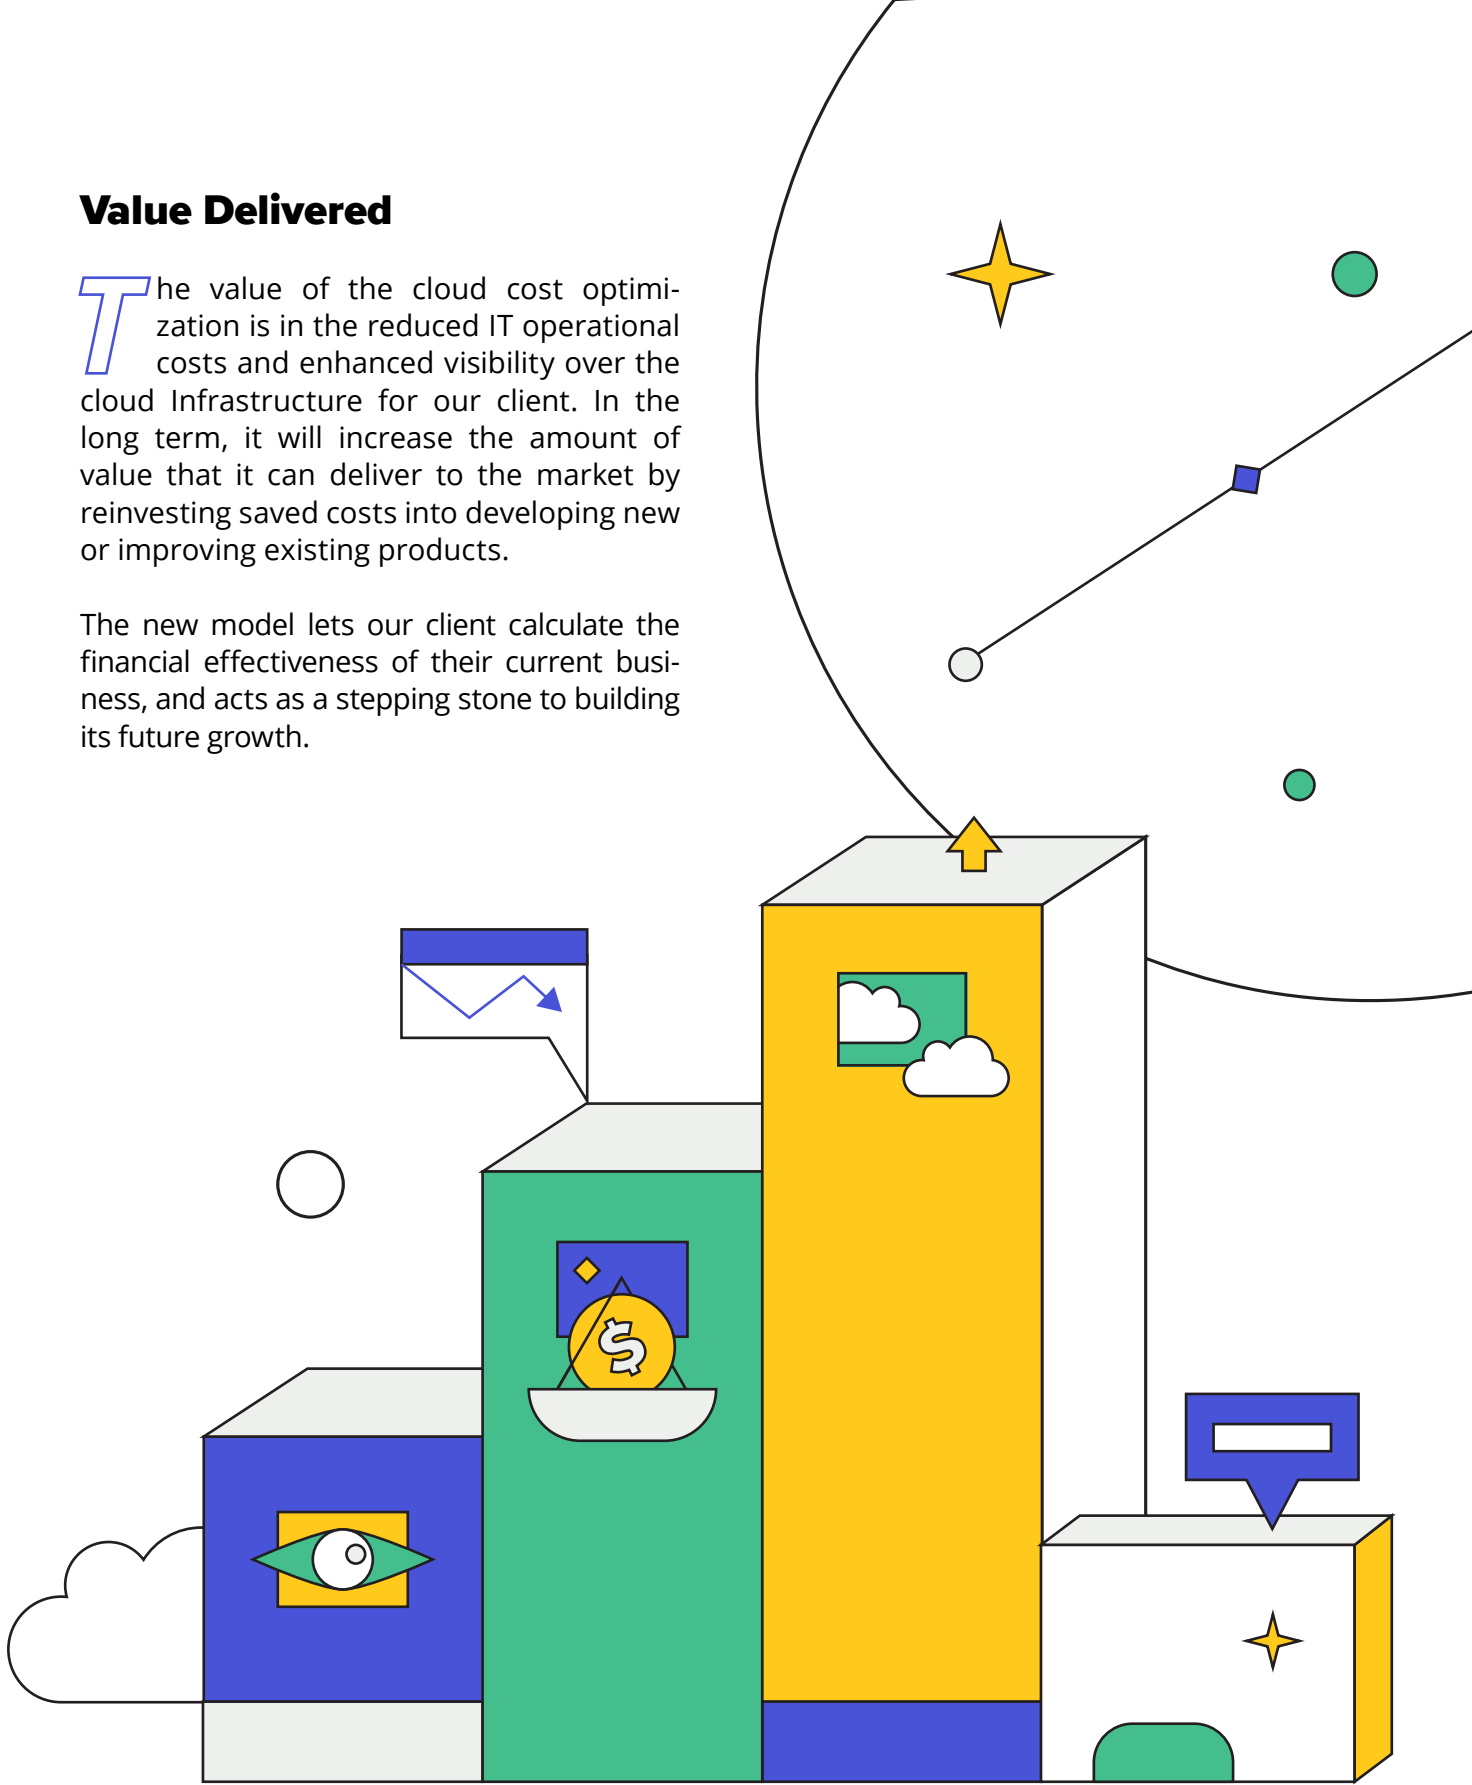 Value Delivered
The value of the cloud cost optimi-
zation is in the reduced IT operational
costs and enhanced visibility over the
cloud Infrastructure for our client. In the
long term, it will increase the amount of
value that it can deliver to the market by
reinvesting saved costs into developing new
or improving existing products.
The new model lets our client calculate the
financial effectiveness of their current busi-
ness, and acts as a stepping stone to building
its future growth.
$